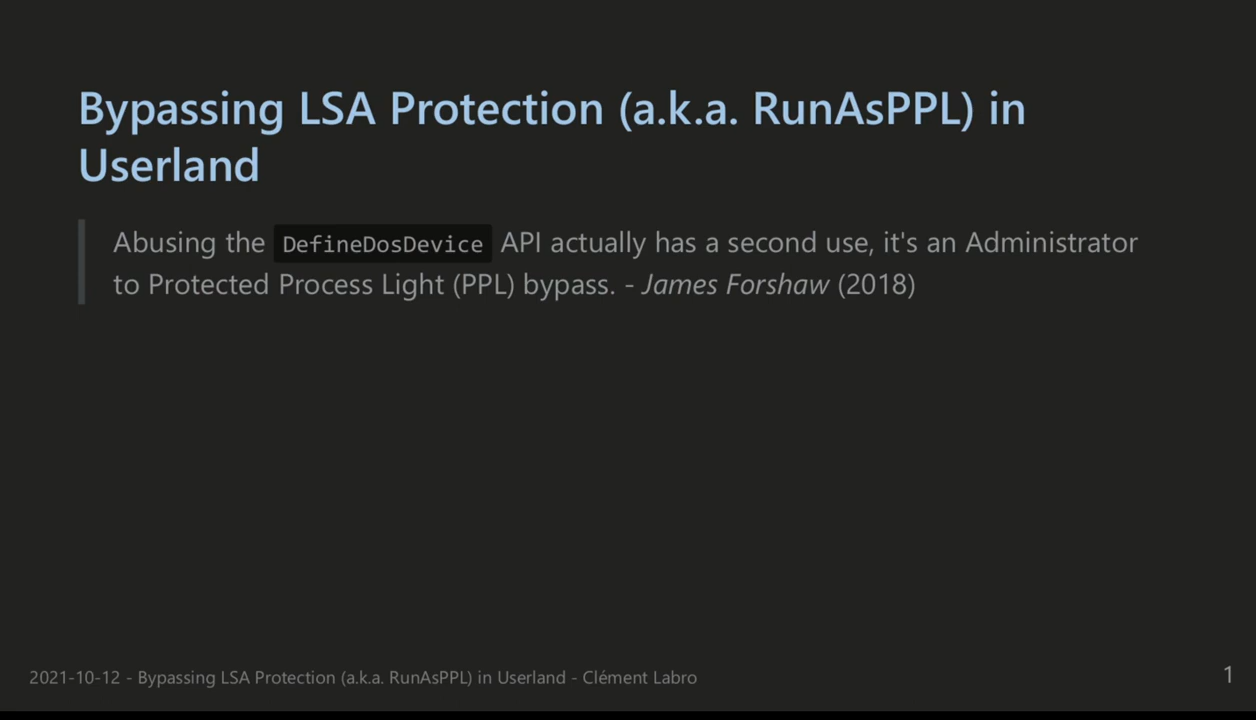 Bypassing LSA Protection (a.k.a. RunAsPPL) in
Userland
Abusing the DefineDosDevice API actually has a second use, it's an Administrator
to Protected Process Light (PPL) bypass. - James Forshaw (2018)
2021-10-12 - Bypassing LSA Protection (a.k.a. RunAsPPL) in Userland - Clément Labro
1